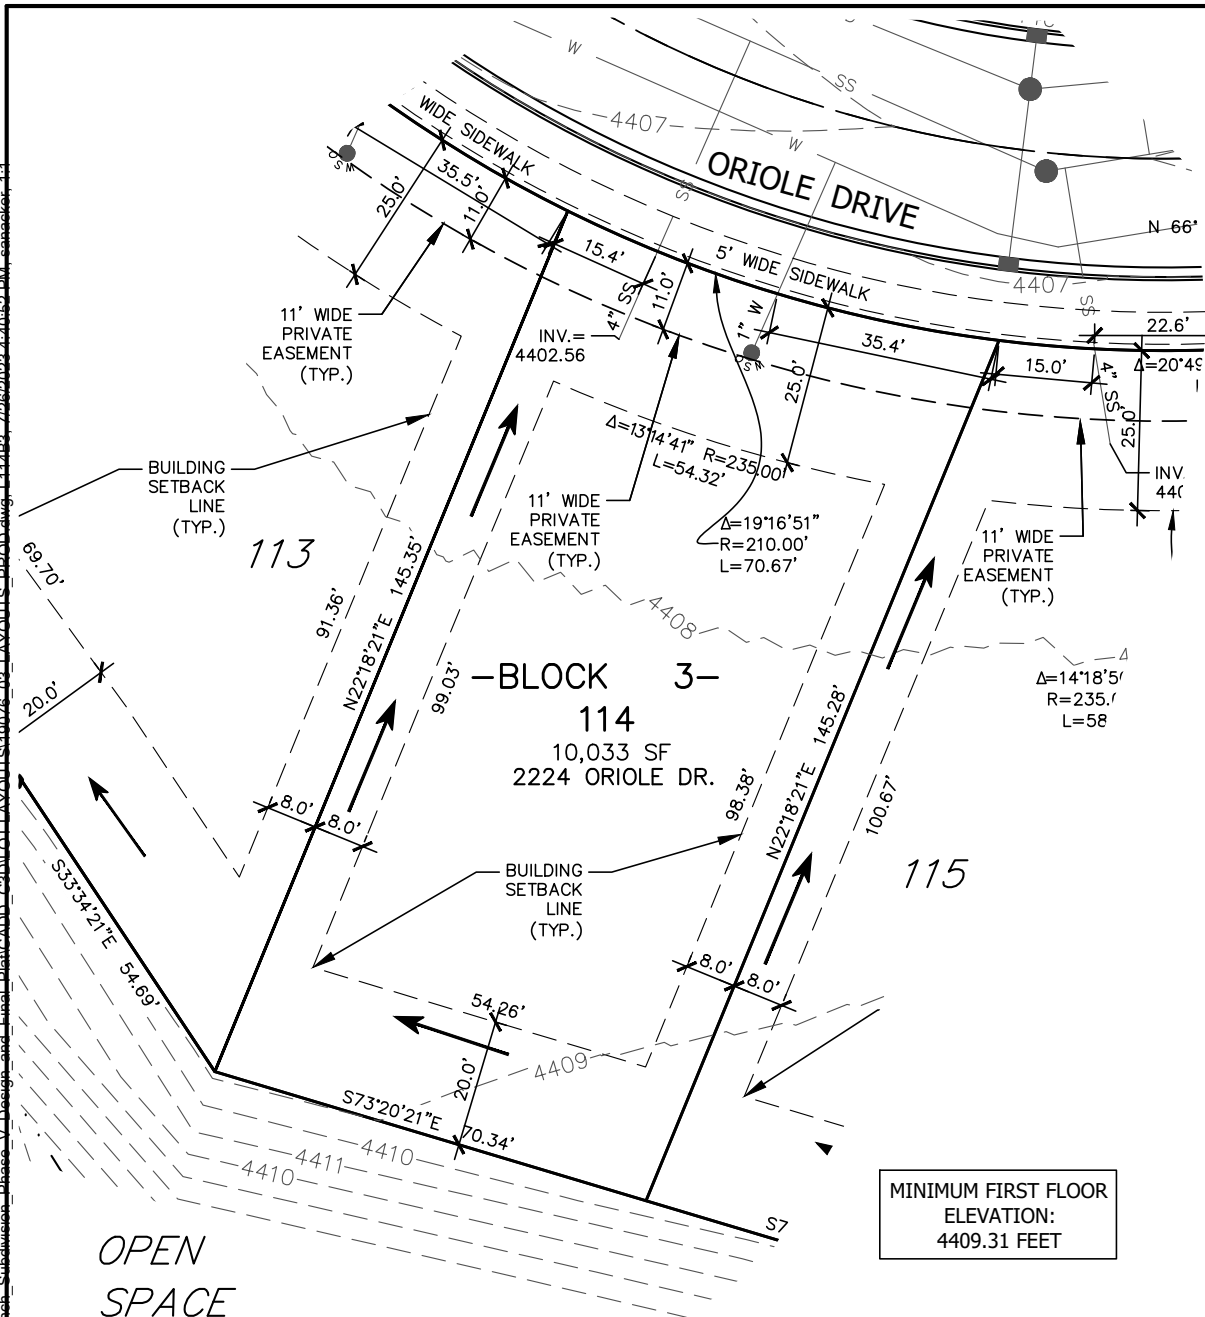 W
SS
4407
W
ORIOLE DRIVE
WIDE SIDEWALK
SS
N 66°
35.5'
25.0'
11.0'
15.4'
5' WIDE SIDEWALK
4407
SS
11' WIDE
PRIVATE
EASEMENT
(TYP.)
INV.=
4402.56
4" SS
11.0'
1" W
35.4'
22.6'
15.0'
Δ=20°49
4" SS
25.0'
25.0'
Δ=13°14'41" R=235.00'
L=54.32'
BUILDING
SETBACK
LINE
(TYP.)
11' WIDE
PRIVATE
EASEMENT
(TYP.)
Δ=19°16'51"
R=210.00'
L=70.67'
INV.
11' WIDE
PRIVATE
EASEMENT
(TYP.)
113
69.70'
91.36'
N22°18'21"E 145.35'
99.03'
4408
-BLOCK 3-
114
10,033 SF
2224 ORIOLE DR.
Δ=14°18'5
R=235.
L=58
20.0'
8.0'
8.0'
98.38'
N22°18'21"E 145.28'
100.67'
115
S33°34'21"E 54.69'
BUILDING
SETBACK
LINE
(TYP.)
8.0'
8.0'
54.26'
4409
20.0'
S73°20'21"E 70.34'
4410
4411
4410
S7
MINIMUM FIRST FLOOR
ELEVATION:
4409.31 FEET
OPEN
SPACE